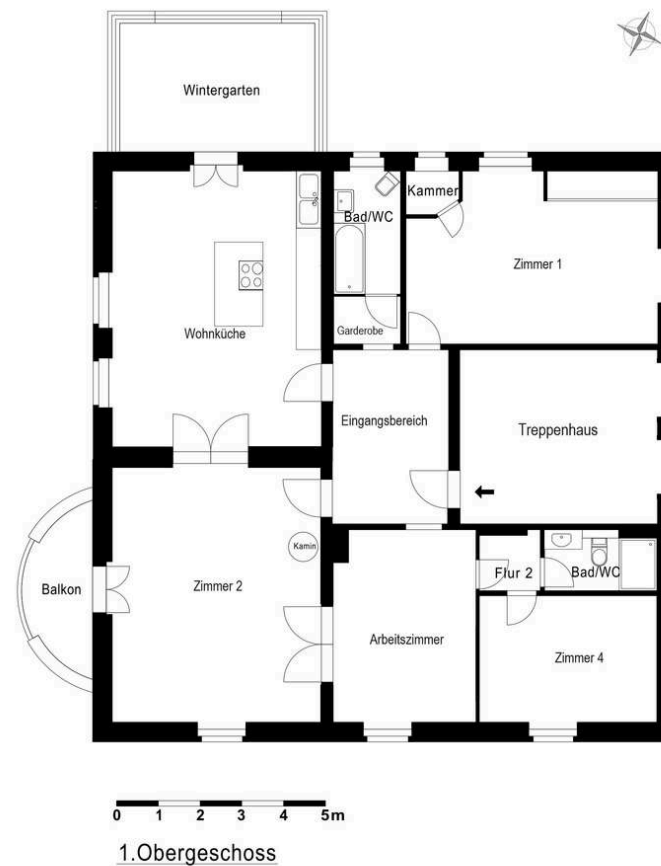 Wintergarten
Kammer
Bad/WC
Zimmer 1
Wohnküche
Garderobe
Eingangsbereich
Treppenhaus
Kamin
Balkon
Zimmer 2
Flur 2
Bad/WC
Arbeitszimmer
Zimmer 4
0 1 2 3 4 5m
1.Obergeschoss